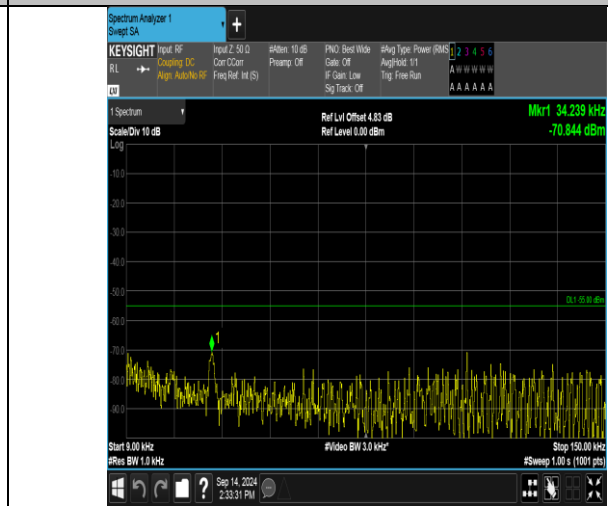 Spectrum Analyzer 1
Swept SA
+
KEYSIGHT Input: RF Input Z: 50 Ω #Atten: 10 dB PNO: Best Wide #Avg Type: Power (RMS 1 2 3 4 5 6
RL Coupling: DC Corr CCorr Preamp: Off Gate: Off Avg|Hold: 1/1 A W W W W W
Align: Auto/No RF Freq Ref: Int (S) IF Gain: Low Trig: Free Run A A A A A A
LXI Sig Track: Off
1 Spectrum Ref Lvl Offset 4.83 dB Mkr1 34.239 kHz
Scale/Div 10 dB Ref Level 0.00 dBm -70.844 dBm
Log
-10.0
-20.0
-30.0
-40.0
-50.0
DL1 -55.00 dBm
-60.0
1
-70.0
-80.0
-90.0
Start 9.00 kHz #Video BW 3.0 kHz* Stop 150.00 kHz
#Res BW 1.0 kHz #Sweep 1.00 s (1001 pts)
? Sep 14, 2024
2:33:31 PM